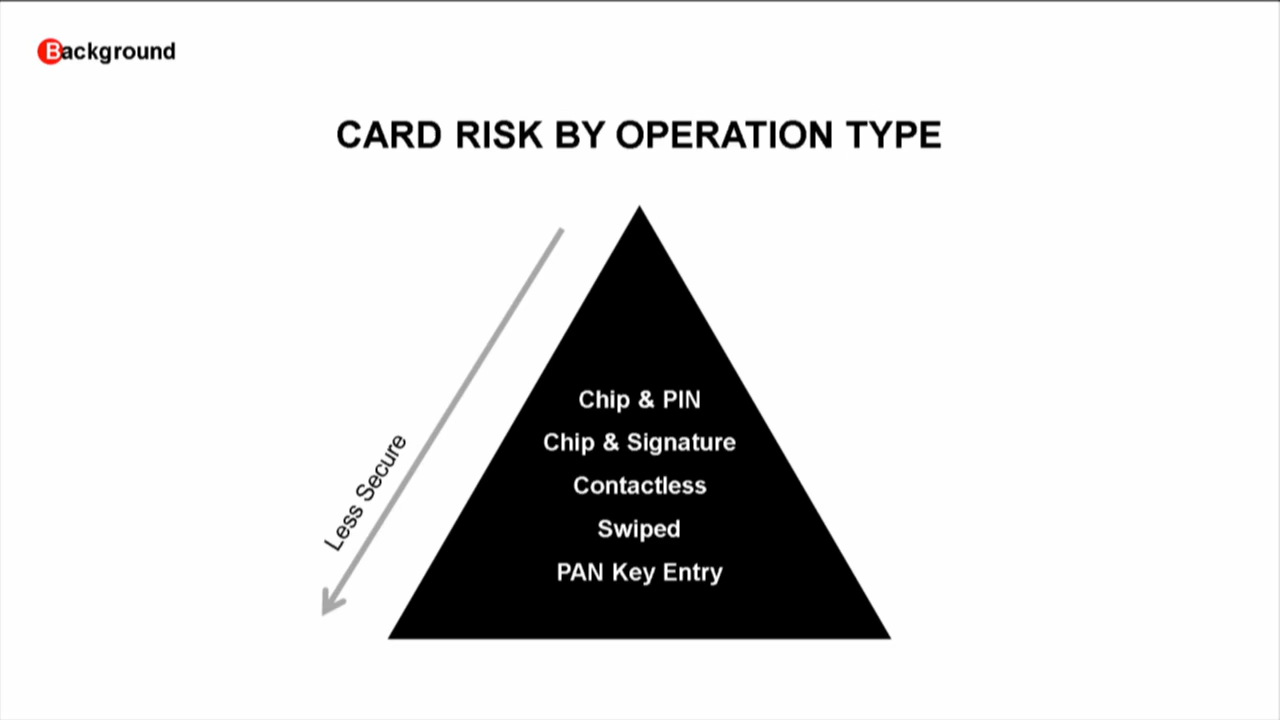 Background
CARD RISK BY OPERATION TYPE
Less Secure
Chip & PIN
Chip & Signature
Contactless
Swiped
PAN Key Entry